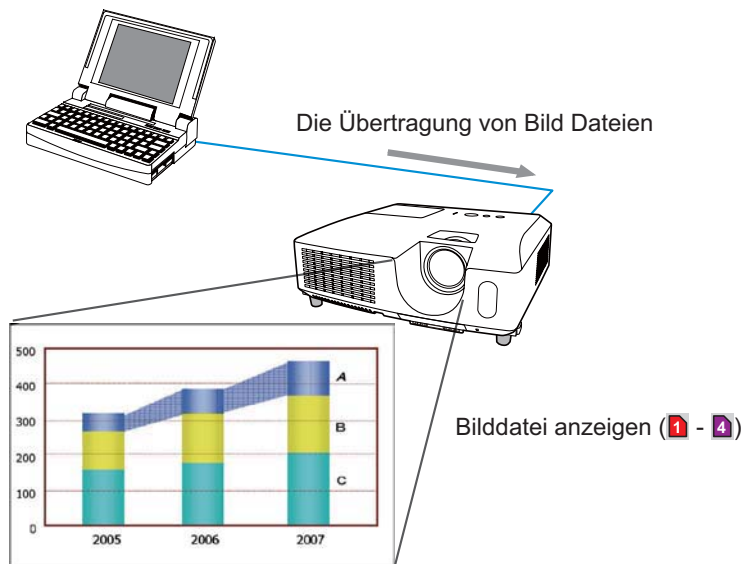 Die Übertragung von Bild Dateien
Bilddatei anzeigen (1 - 4)
500
400
300
200
100
0
A
B
C
2005 2006 2007